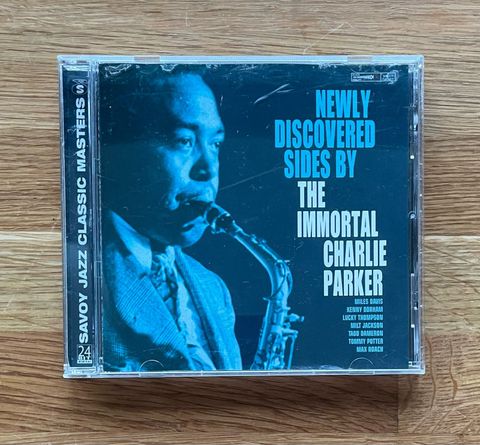 SAVOY JAZZ CLASSIC MASTERS
24
NEWLY
DISCOVERED
SIDES BY
THE
IMMORTAL
CHARLIE
PARKER
MILES DAVIS
KENNY DORHAM
LUCKY THOMPSON
MILT JACKSON
TADD DAMERON
TOMMY POTTER
MAX ROACH